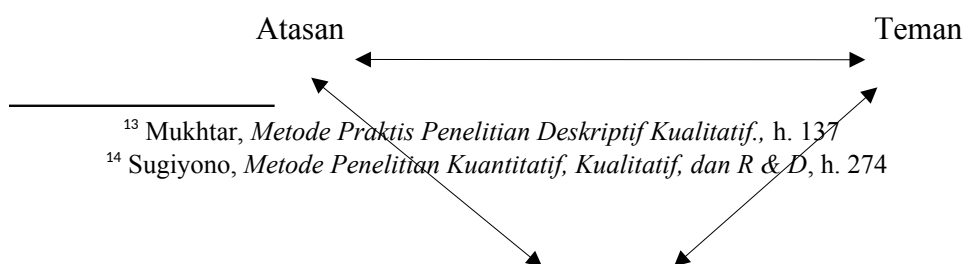 Atasan Teman
13 Mukhtar, Metode Praktis Penelitian Deskriptif Kualitatif., h. 137
14 Sugiyono, Metode Penelitian Kuantitatif, Kualitatif, dan R & D, h. 274